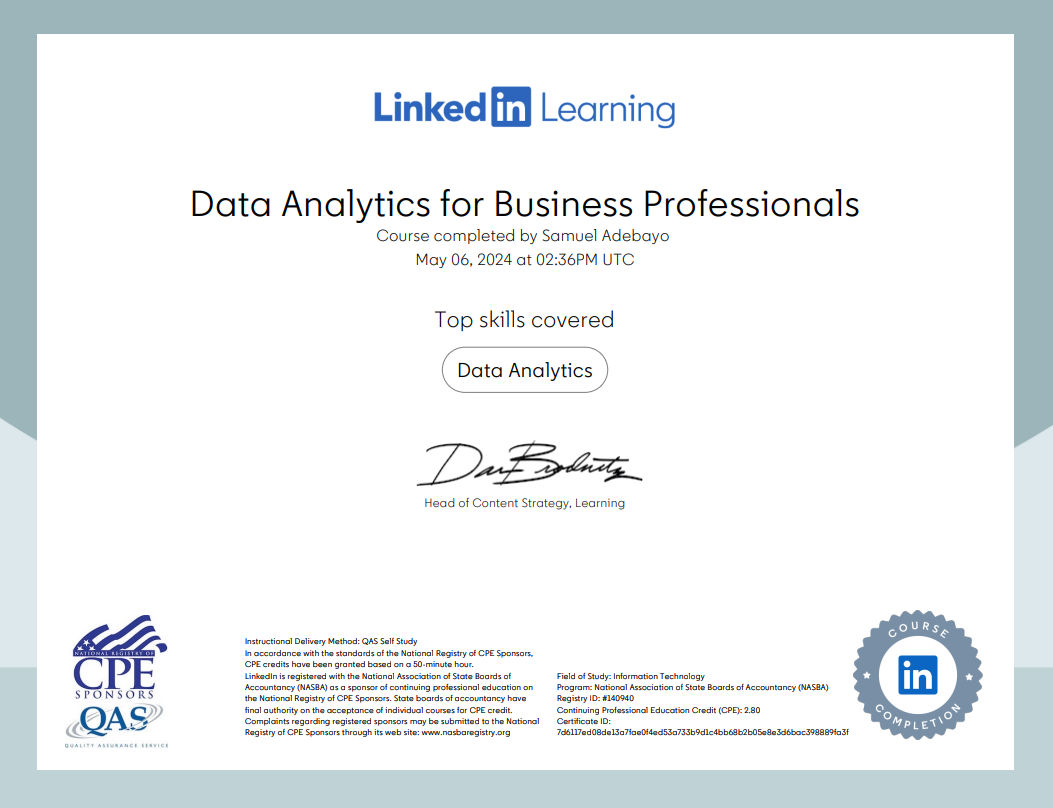 Linked in Learning
Data Analytics for Business Professionals
Course completed by Samuel Adebayo
May 06, 2024 at 02:36PM UTC
Top skills covered
Data Analytics
Head of Content Strategy, Learning
NATIONAL REGISTRY OF
CPE
SPONSORS
QAS
QUALITY ASSURANCE SERVICE
Instructional Delivery Method: QAS Self Study
In accordance with the standards of the National Registry of CPE Sponsors,
CPE credits have been granted based on a 50-minute hour.
LinkedIn is registered with the National Association of State Boards of
Accountancy (NASBA) as a sponsor of continuing professional education on
the National Registry of CPE Sponsors. State boards of accountancy have
final authority on the acceptance of individual courses for CPE credit.
Complaints regarding registered sponsors may be submitted to the National
Registry of CPE Sponsors through its web site: www.nasbaregistry.org
Field of Study: Information Technology
Program: National Association of State Boards of Accountancy (NASBA)
Registry ID: #140940
Continuing Professional Education Credit (CPE): 2.80
Certificate ID:
7d6117ed08de13a7fae0f4ed53a733b9d1c4bb68b2b05e8e3d6bac398889fa3f
COURSE
in
COMPLETION